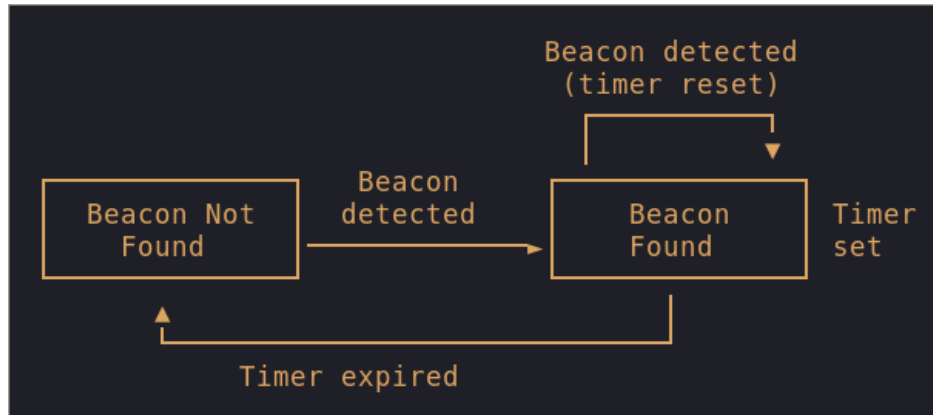 Beacon detected
(timer reset)
Beacon
detected
Beacon Not
Found
Beacon
Found
Timer
set
Timer expired